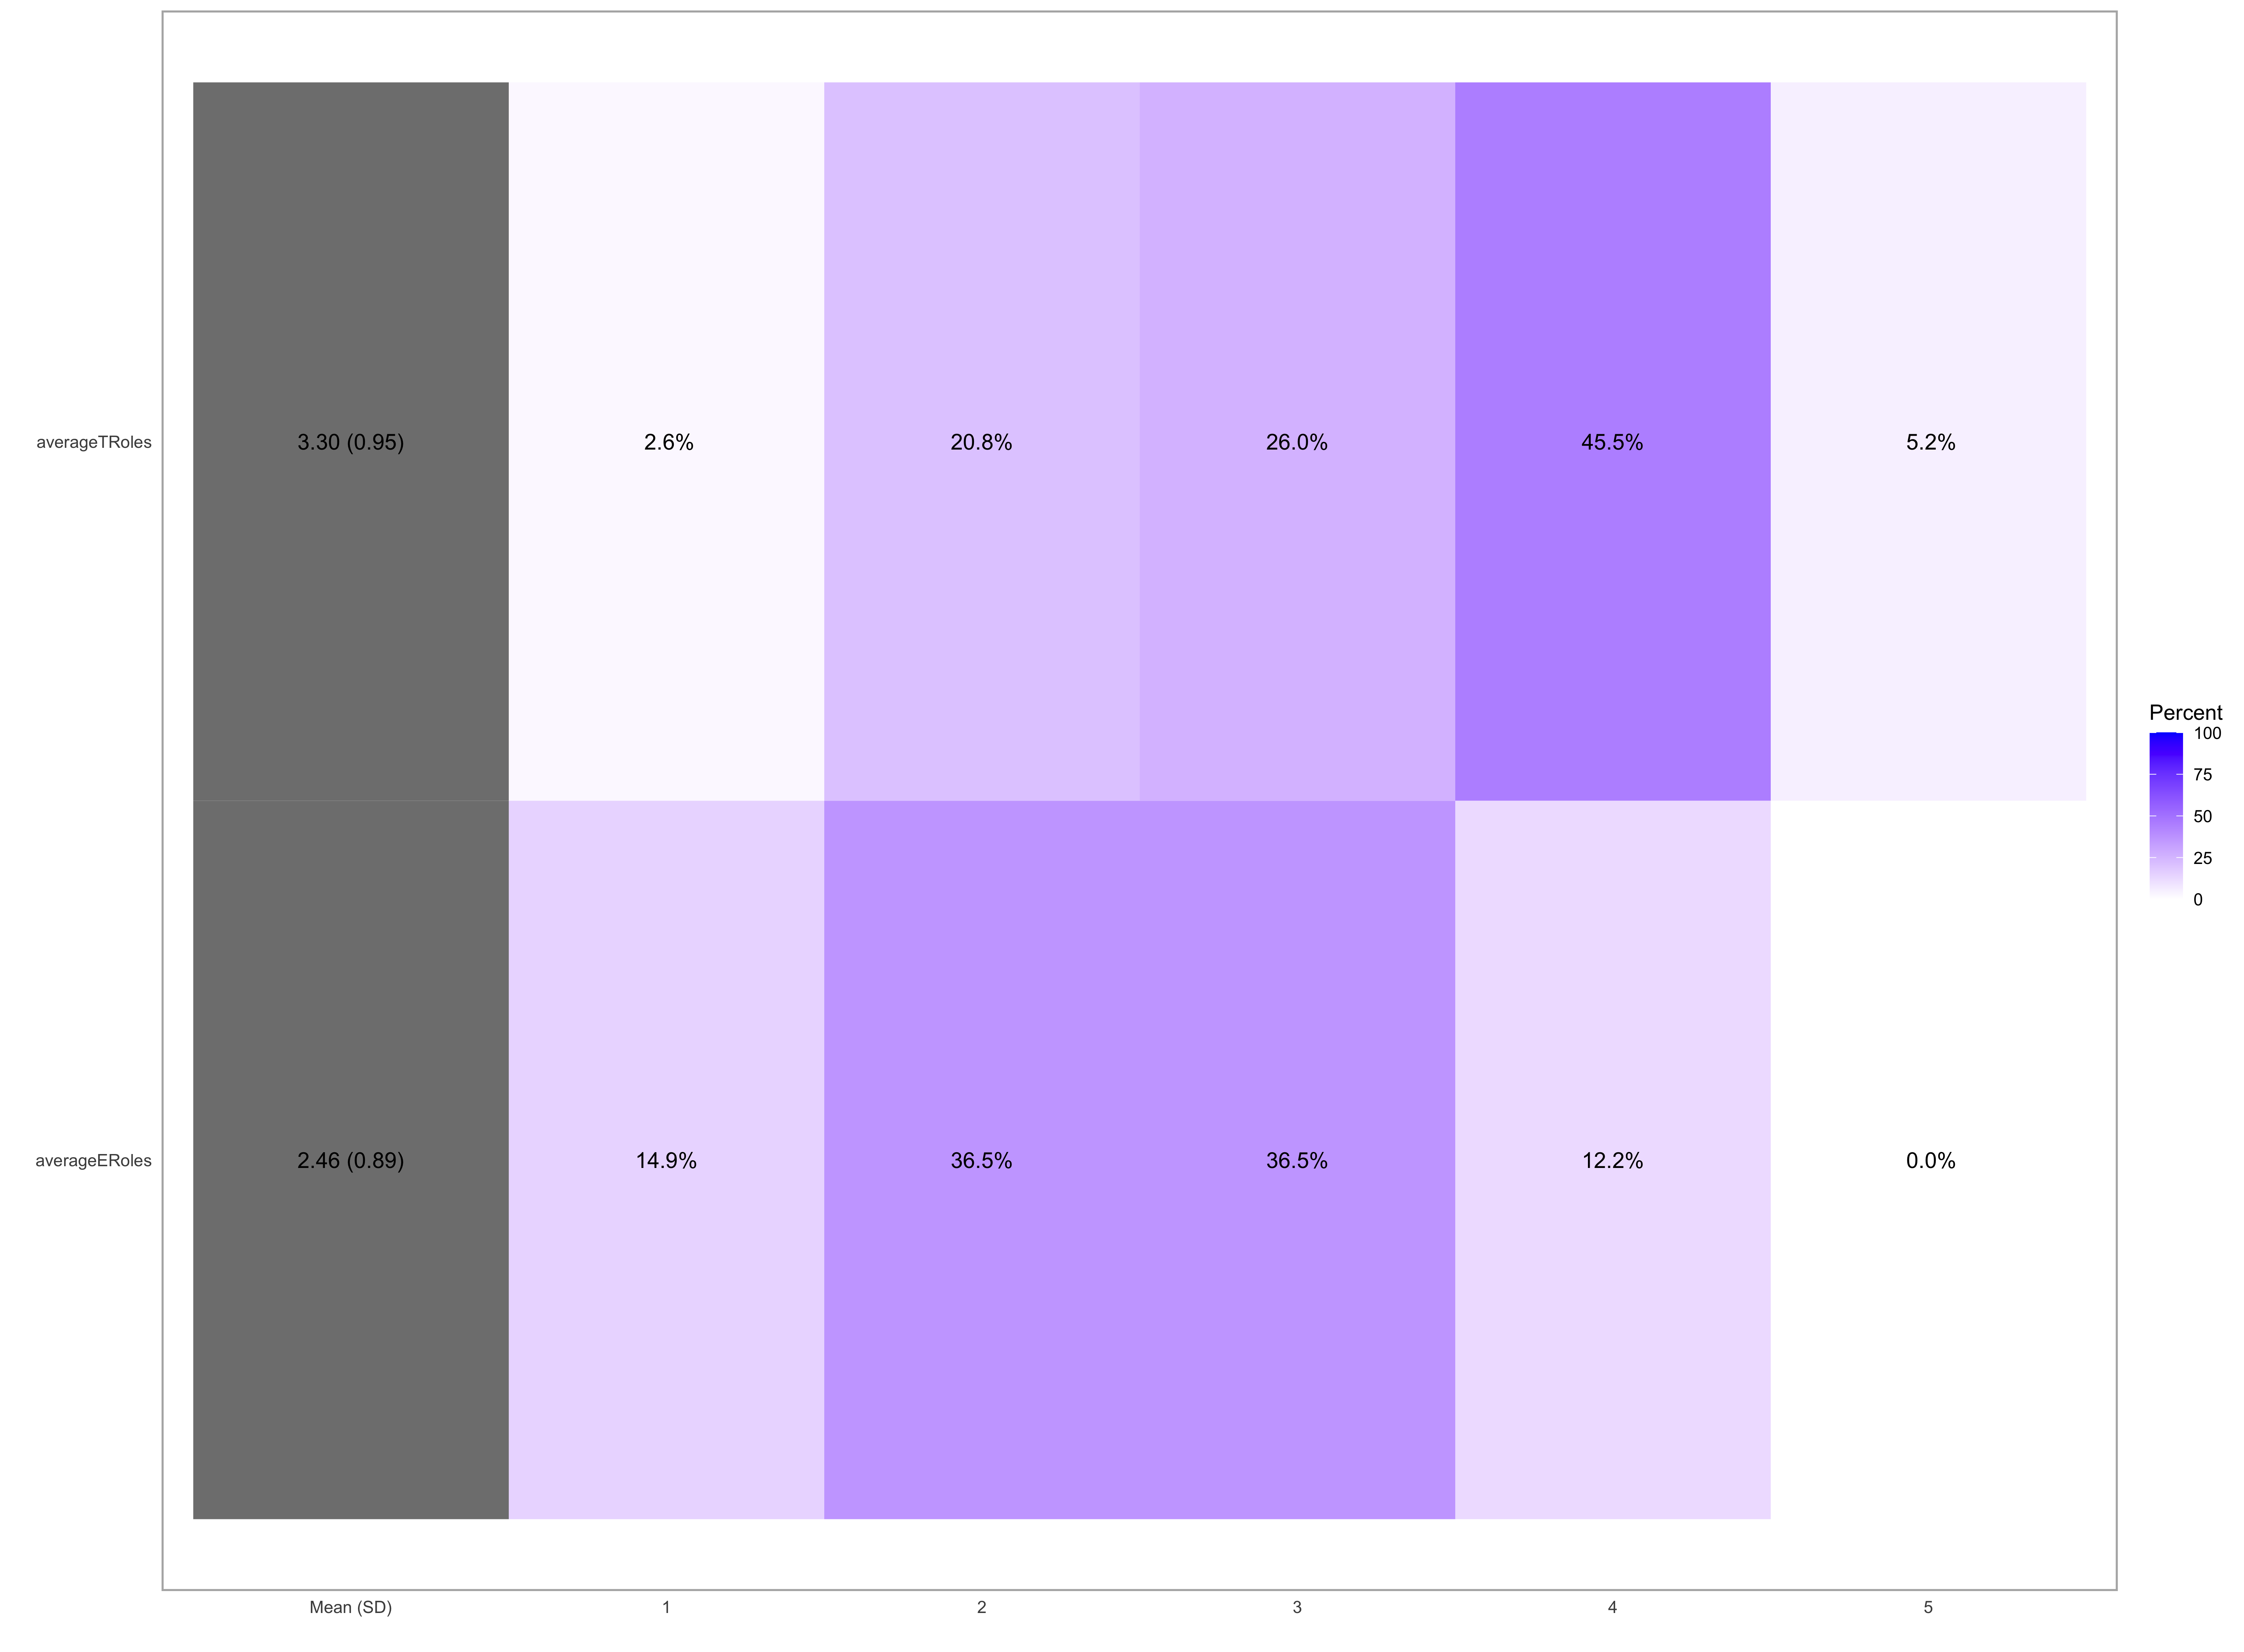 averageTRoles 3.30 (0.95) 2.6% 20.8% 26.0% 45.5% 5.2%
Percent
100
75
50
25
0
averageERoles 2.46 (0.89) 14.9% 36.5% 36.5% 12.2% 0.0%
Mean (SD) 1 2 3 4 5